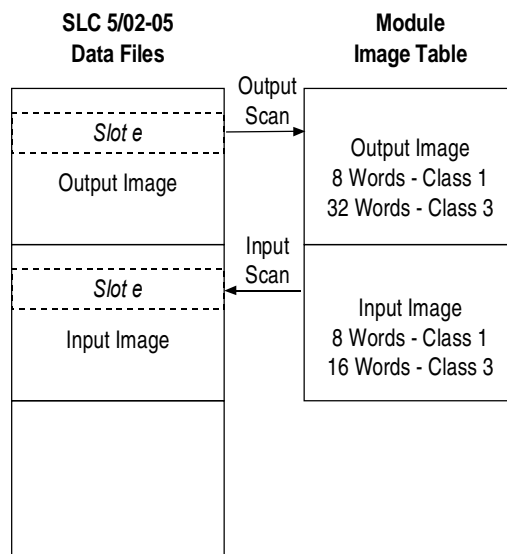 SLC 5/02-05
Data Files
Module
Image Table
Output
Scan
Slot e
Output Image
Output Image
8 Words - Class 1
32 Words - Class 3
Input
Scan
Slot e
Input Image
Input Image
8 Words - Class 1
16 Words - Class 3